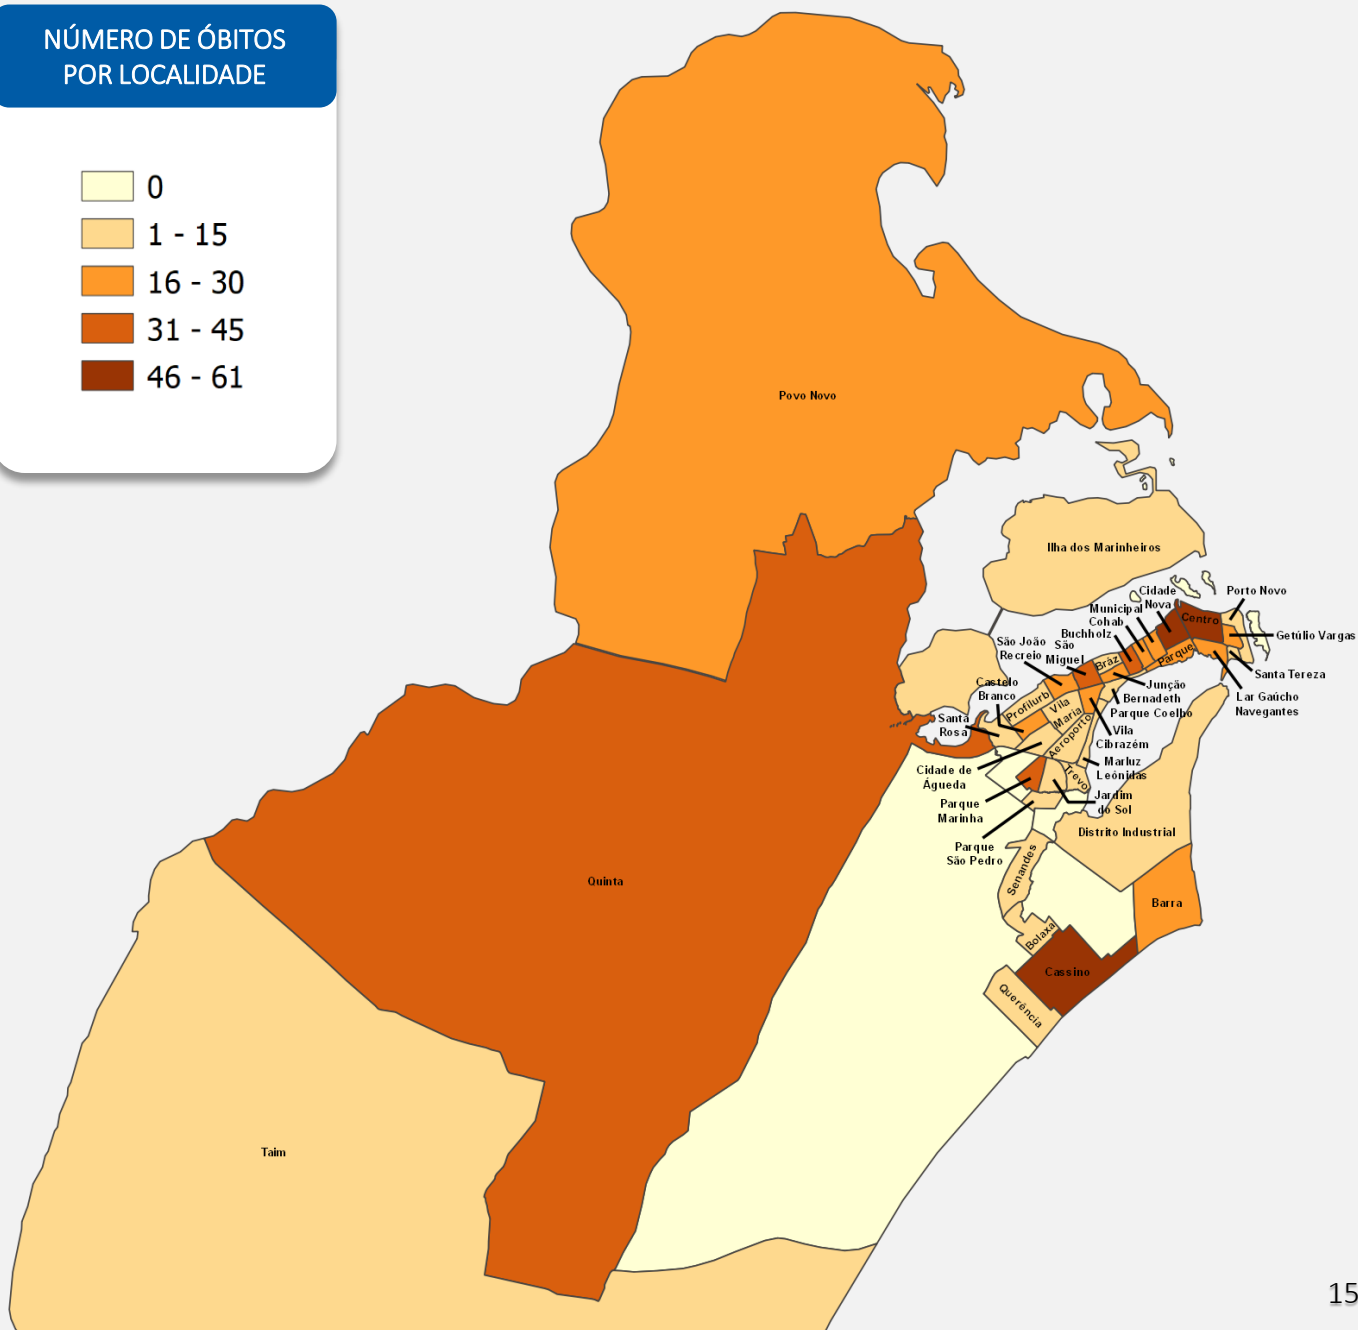 NÚMERO DE ÓBITOS
POR LOCALIDADE
0
1 - 15
16 - 30
31 - 45
46 - 61
Povo Novo
Ilha dos Marinheiros
Cidade
Nova
Porto Novo
Municipal
Cohab
Buchholz
Centro
Getúlio Vargas
São João
Recreio
São
Miguel
Bráz
Parque
Santa Tereza
Castelo
Branco
Junção
Bernadeth
Parque Coelho
Lar Gaúcho
Navegantes
Profilurb
Vila
Maria
Santa
Rosa
Aeroporto
Vila
Cibrazém
Marluz
Leónidas
Cidade de
Águeda
Trevo
Parque
Marinha
Jardim
do Sol
Distrito Industrial
Parque
São Pedro
Senandes
Quinta
Barra
Bolaxa
Cassino
Querência
Taim
15